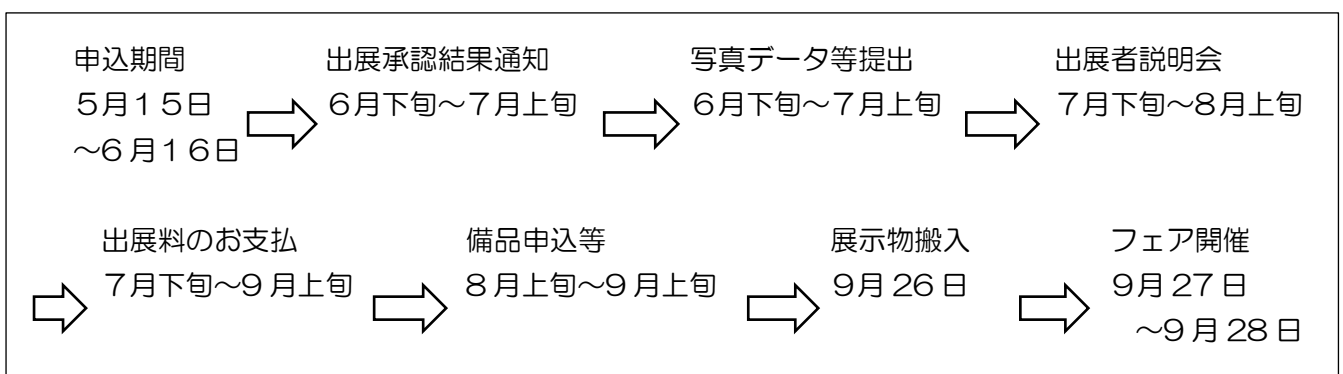 申込期間 出展承認結果通知 写真データ等提出 出展者説明会
５月１５日 ６月下旬～７月上旬 ６月下旬～７月上旬 ７月下旬～８月上旬
～６月１６日
出展料のお支払 備品申込等 展示物搬入 フェア開催
７月下旬～９月上旬 ８月上旬～９月上旬 ９月26日 ９月27日
～９月28日